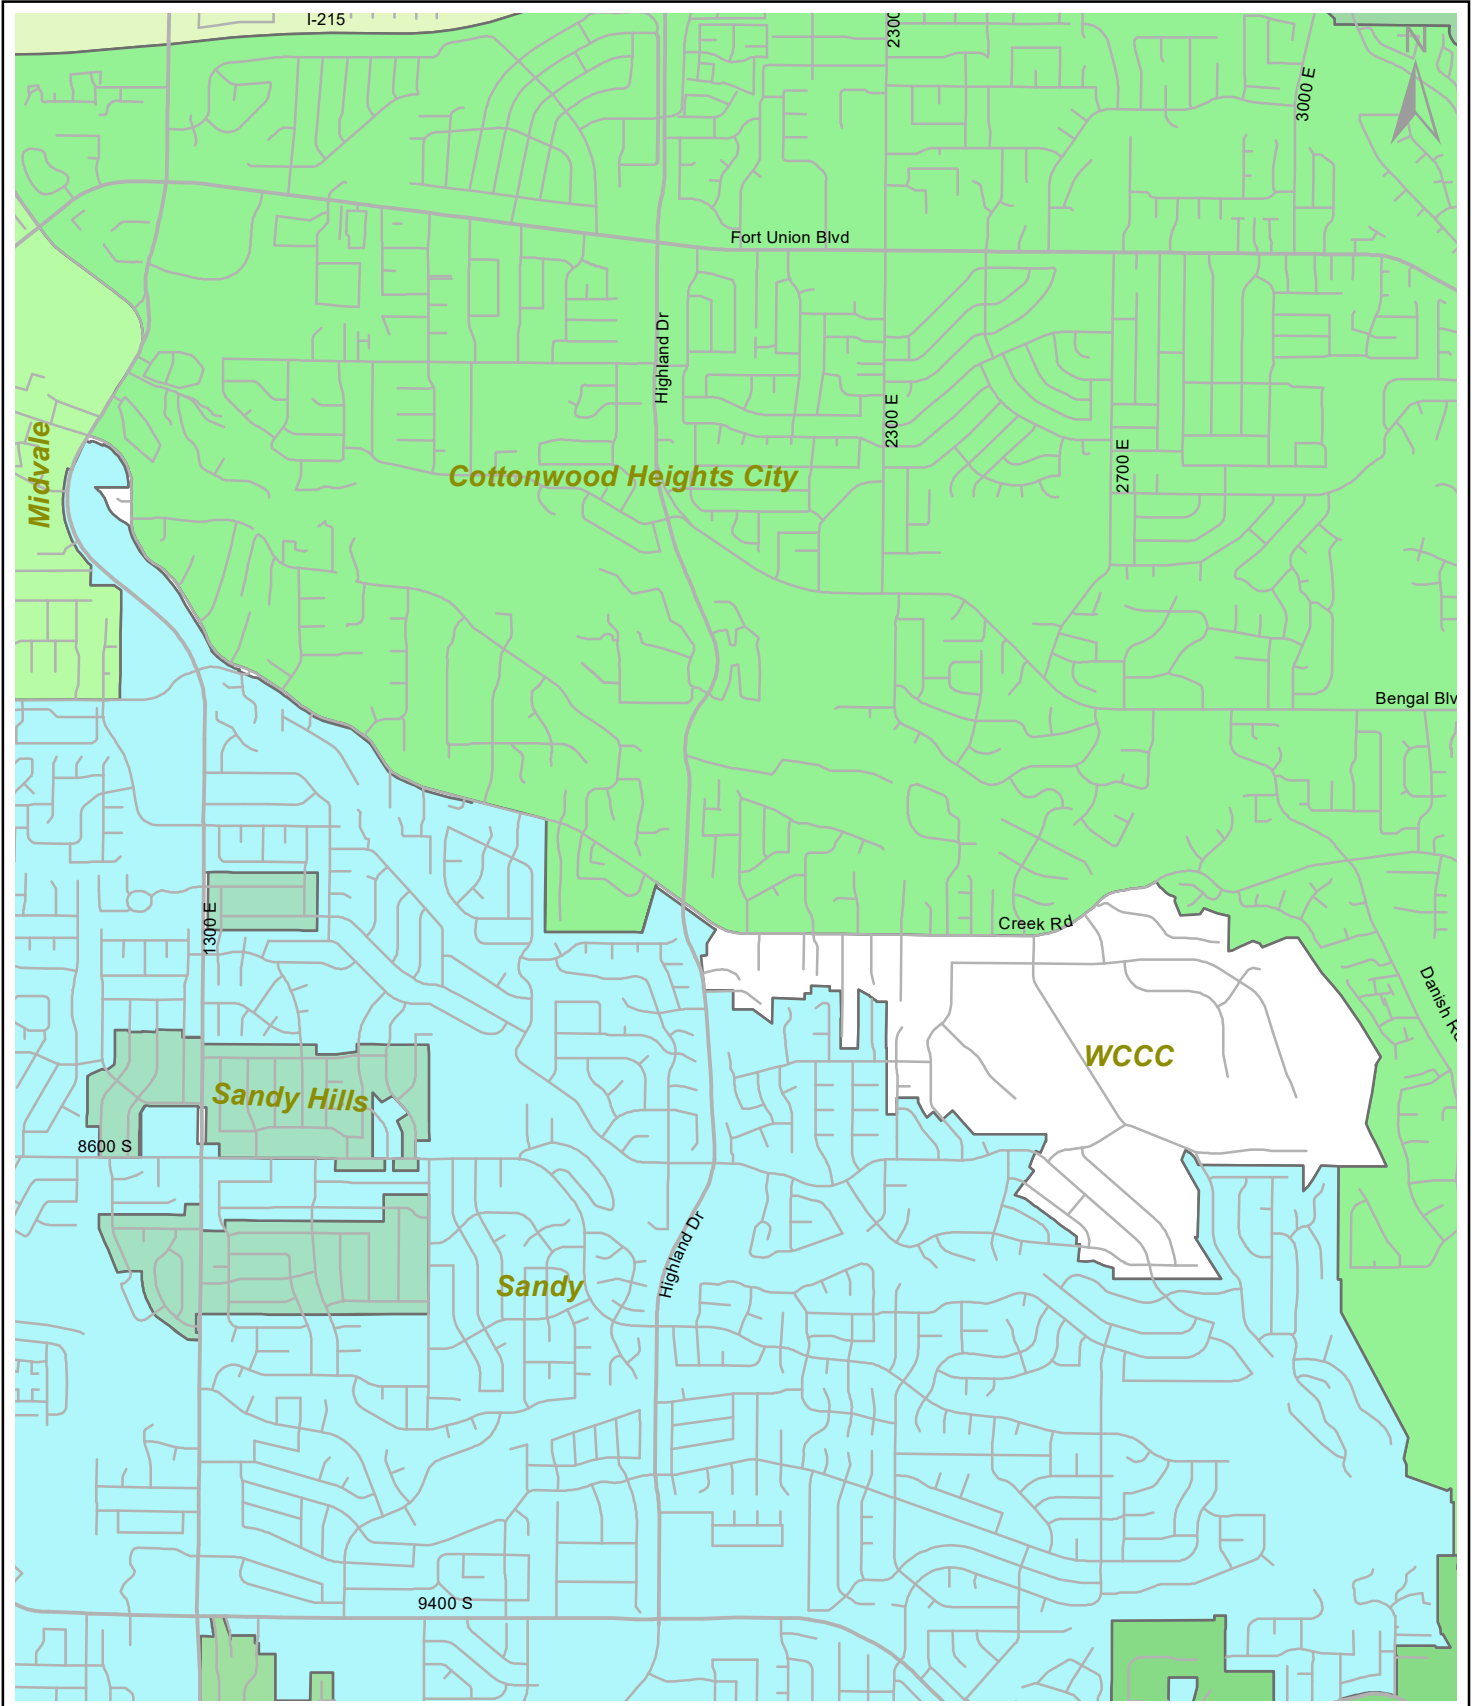 I-215
2300
3000 E
N
Fort Union Blvd
Highland Dr
2300 E
2700 E
Midvale
Cottonwood Heights City
Bengal Blv
1300 E
Creek Rd
Danish R
WCCC
Sandy Hills
8600 S
Highland Dr
Sandy
9400 S